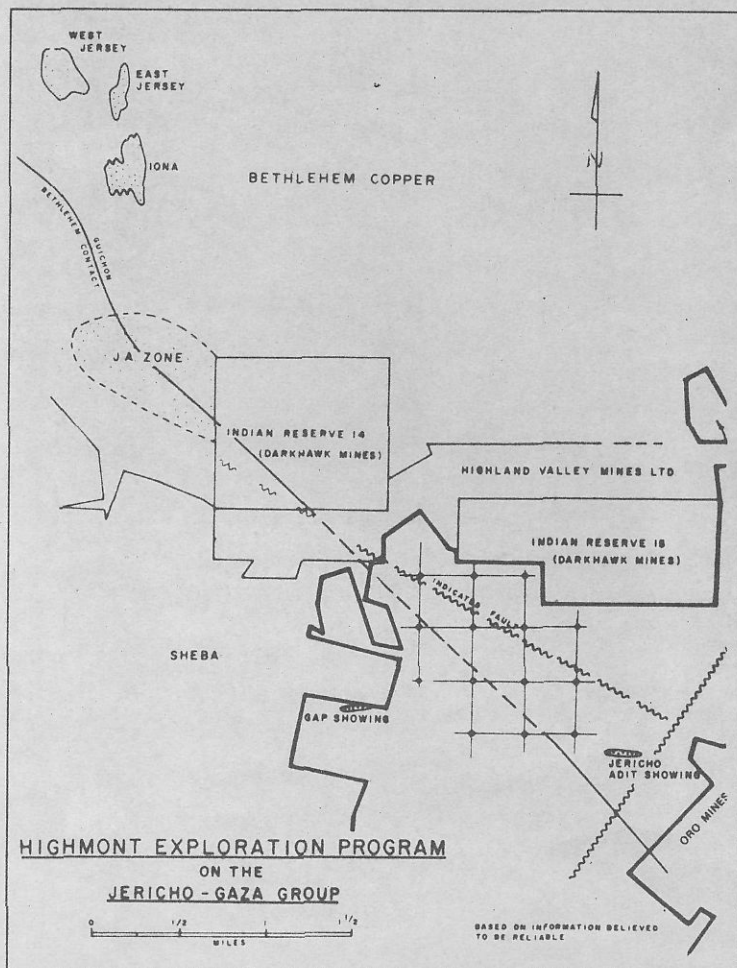 WEST
JERSEY
EAST
JERSEY
IONA
BETHLEHEM COPPER
N
GUICHON
BETHLEHEM CONTACT
J.A. ZONE
INDIAN RESERVE 14
(DARKHAWK MINES)
HIGHLAND VALLEY MINES LTD
INDIAN RESERVE 15
(DARKHAWK MINES)
INDICATED FAULT
SHEBA
GAP SHOWING
JERICHO
ADIT SHOWING
ORO MINES
HIGHMONT EXPLORATION PROGRAM
ON THE
JERICHO - GAZA GROUP
0 1/2 1 1 1/2
MILES
BASED ON INFORMATION BELIEVED
TO BE RELIABLE